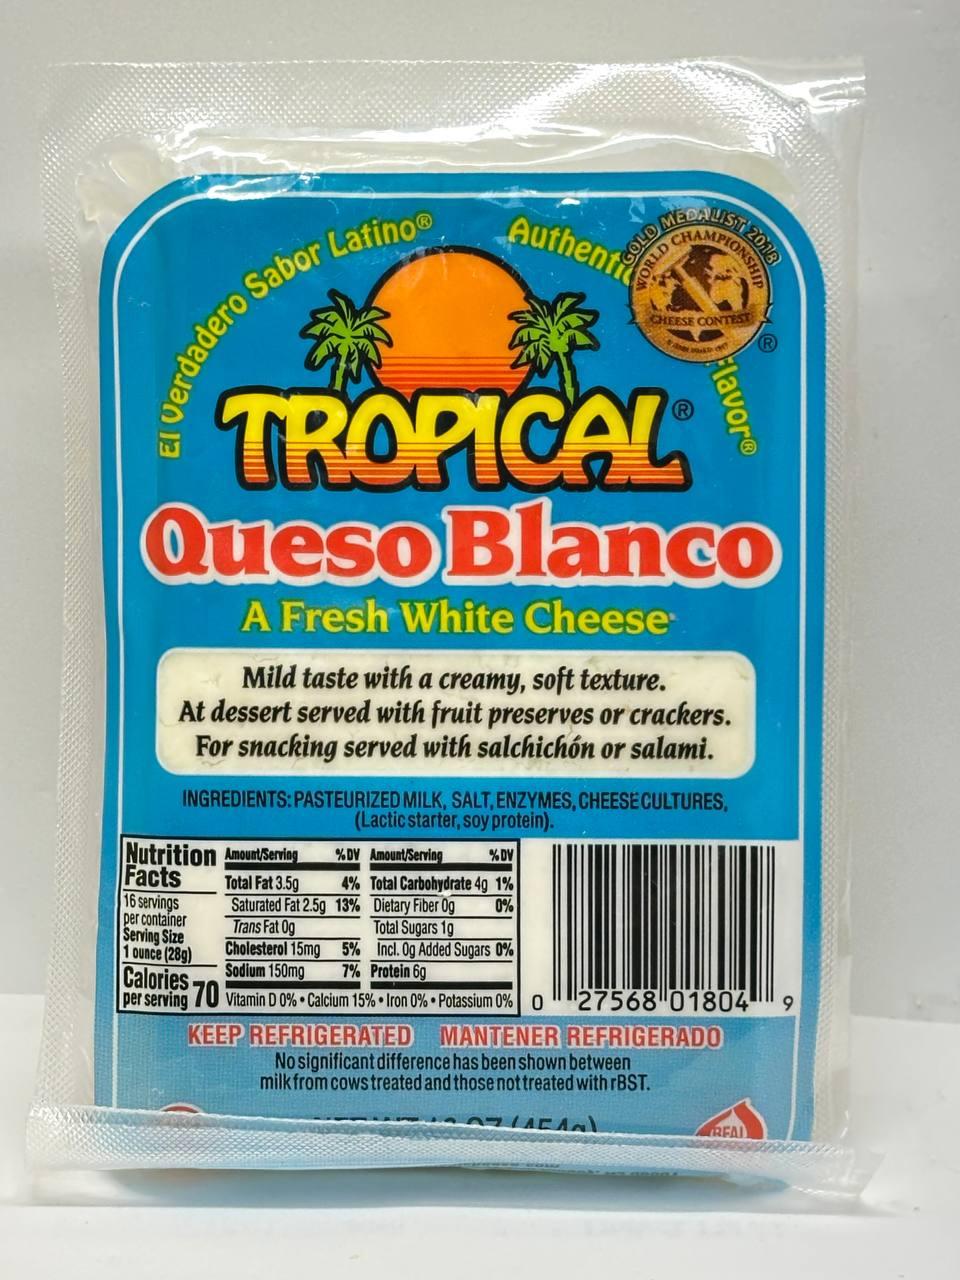 El Verdadero Sabor Latino®
Authentic
Flavor®
GOLD MEDALIST 2018
WORLD CHAMPIONSHIP
CHEESE CONTEST
®
TROPICAL®
Queso Blanco
A Fresh White Cheese
Mild taste with a creamy, soft texture.
At dessert served with fruit preserves or crackers.
For snacking served with salchichón or salami.
INGREDIENTS: PASTEURIZED MILK, SALT, ENZYMES, CHEESE CULTURES,
(Lactic starter, soy protein).
Nutrition
Facts
16 servings
per container
Serving Size
1 ounce (28g)
Calories
per serving 70
Amount/Serving %DV
Total Fat 3.5g 4%
Saturated Fat 2.5g 13%
Trans Fat 0g
Cholesterol 15mg 5%
Sodium 150mg 7%
Amount/Serving %DV
Total Carbohydrate 4g 1%
Dietary Fiber 0g 0%
Total Sugars 1g
Incl. 0g Added Sugars 0%
Protein 6g
Vitamin D 0% • Calcium 15% • Iron 0% • Potassium 0%
0 27568 01804 9
KEEP REFRIGERATED MANTENER REFRIGERADO
No significant difference has been shown between
milk from cows treated and those not treated with rBST.
NET WT 16 OZ (454g)
REAL